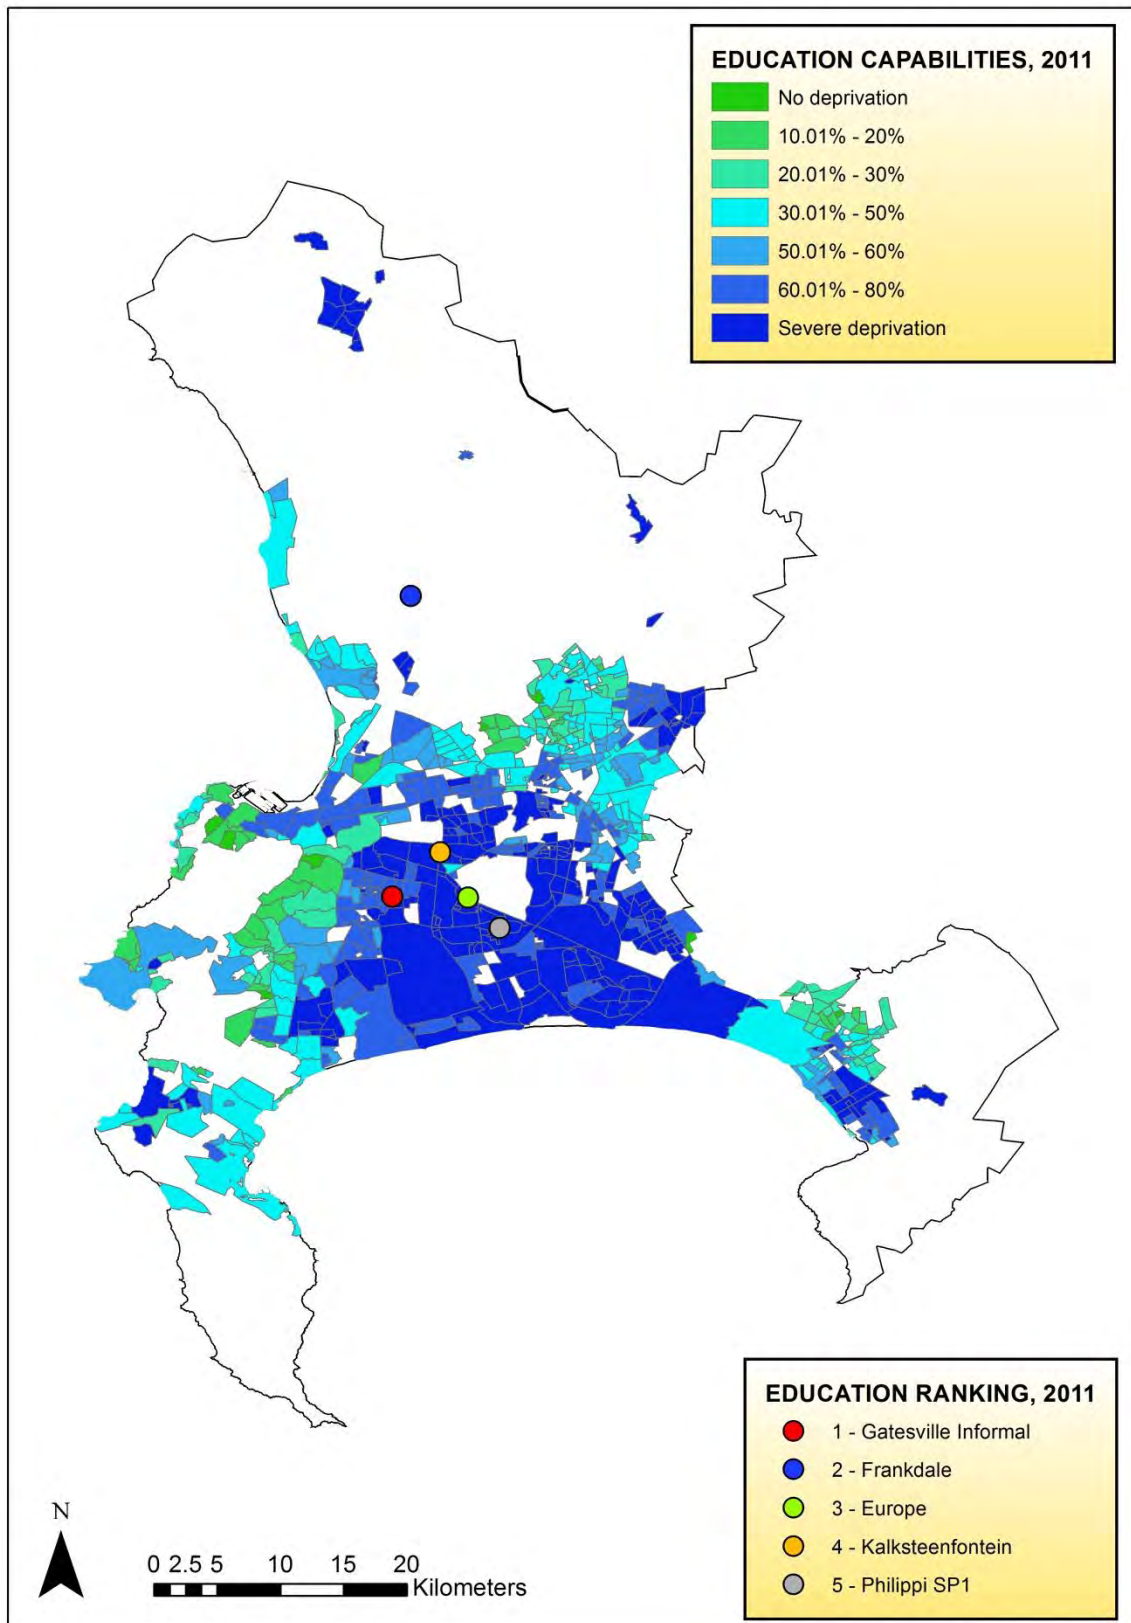 EDUCATION CAPABILITIES, 2011
No deprivation
10.01% - 20%
20.01% - 30%
30.01% - 50%
50.01% - 60%
60.01% - 80%
Severe deprivation
EDUCATION RANKING, 2011
1 - Gatesville Informal
2 - Frankdale
3 - Europe
4 - Kalksteenfontein
5 - Philippi SP1
N
0 2.5 5 10 15 20
Kilometers